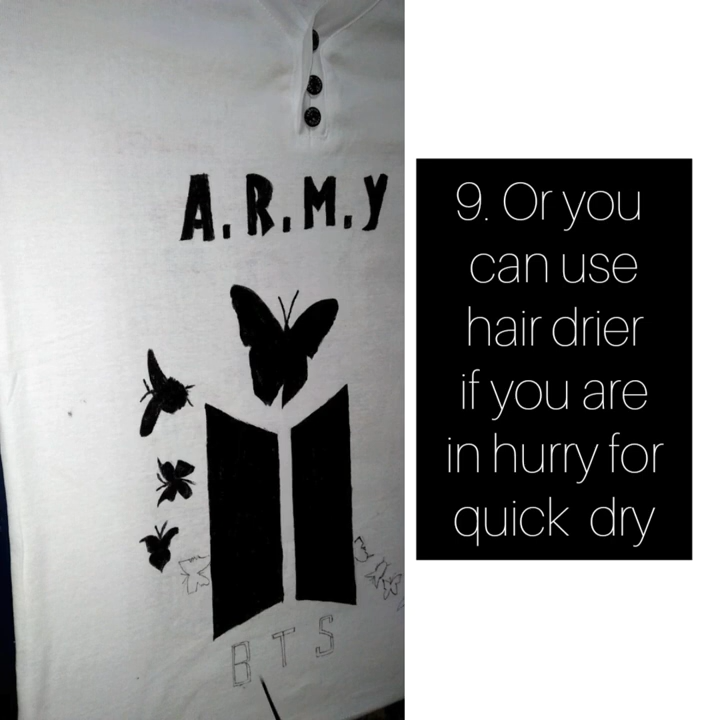 A.R.M.Y
BTS
9. Or you
can use
hair drier
if you are
in hurry for
quick dry